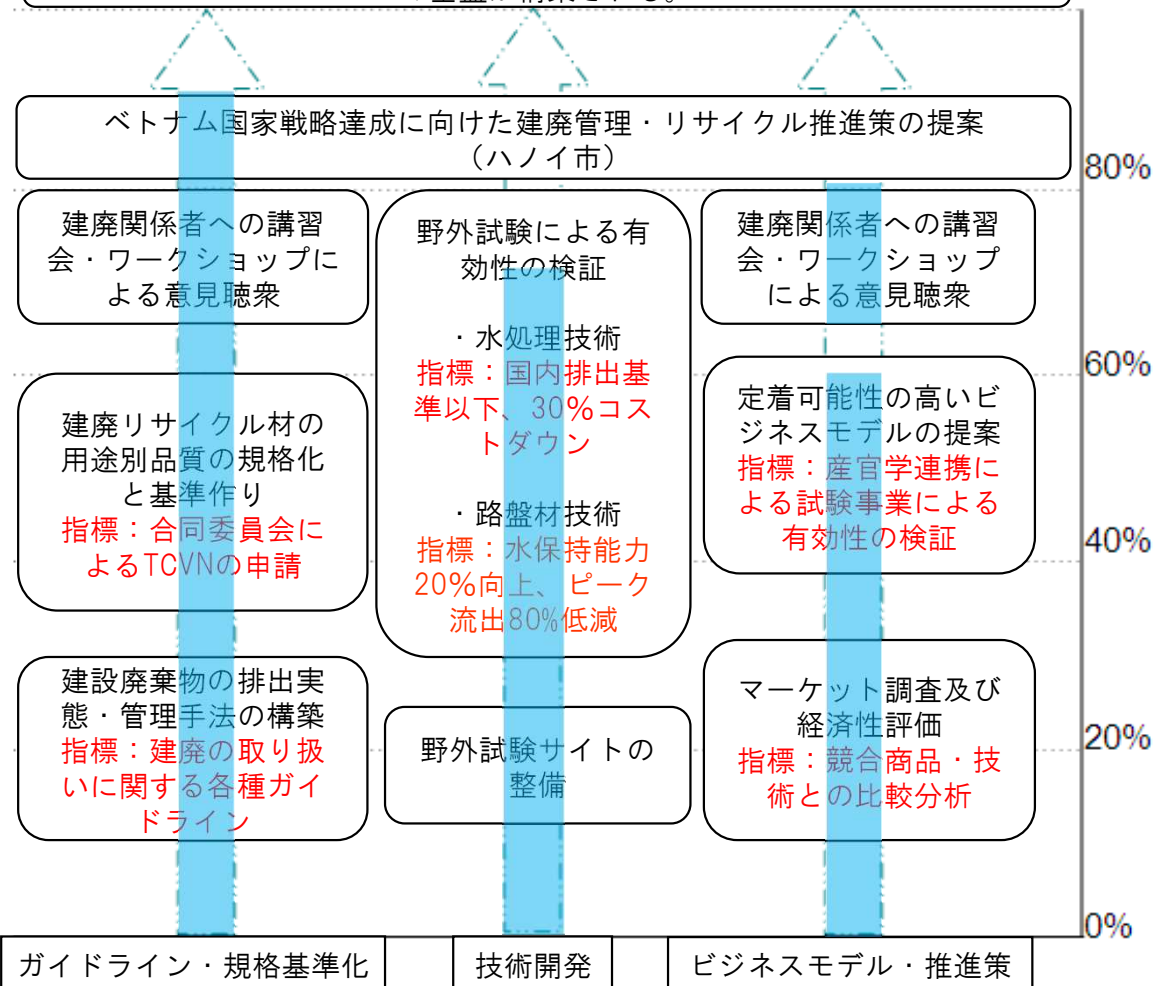 ベトナム国家戦略達成に向けた建廃管理・リサイクル推進策の提案
（ハノイ市）
80%
建廃関係者への講習
会・ワークショップに
よる意見聴衆
野外試験による有
効性の検証
・水処理技術
指標：国内排出基
準以下、30%コス
トダウン
・路盤材技術
指標：水保持能力
20%向上、ピーク
流出80%低減
建廃関係者への講習
会・ワークショップ
による意見聴衆
60%
建廃リサイクル材の
用途別品質の規格化
と基準作り
指標：合同委員会に
よるTCVNの申請
定着可能性の高いビ
ジネスモデルの提案
指標：産官学連携に
よる試験事業による
有効性の検証
40%
建設廃棄物の排出実
態・管理手法の構築
指標：建廃の取り扱
いに関する各種ガイ
ドライン
野外試験サイトの
整備
マーケット調査及び
経済性評価
指標：競合商品・技
術との比較分析
20%
0%
ガイドライン・規格基準化
技術開発
ビジネスモデル・推進策